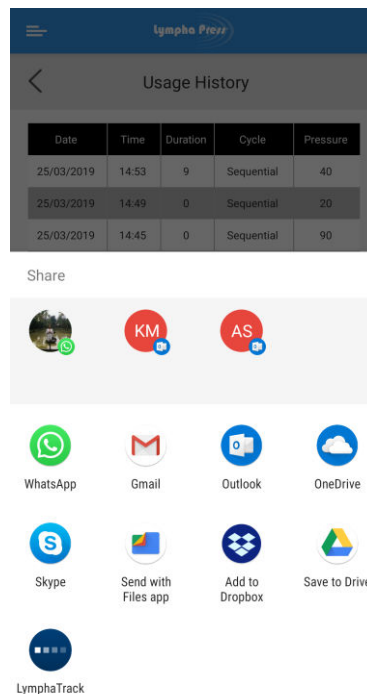 Lympha Press
Usage History
Date Time Duration Cycle Pressure
25/03/2019 14:53 9 Sequential 40
25/03/2019 14:49 0 Sequential 20
25/03/2019 14:45 0 Sequential 90
Share
KM AS
WhatsApp Gmail Outlook OneDrive
Skype Send with Files app Add to Dropbox Save to Drive
LymphaTrack